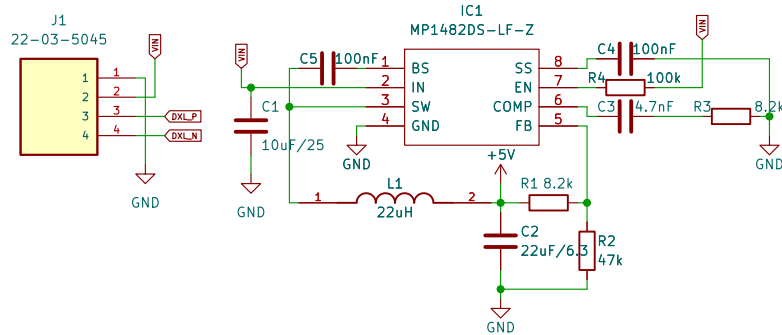 J1
22-03-5045
1
2
3
4
1
2
3
4
VIN
DXL_P
DXL_N
GND
VIN
C1
10uF/25
GND
C5
100nF
IC1
MP1482DS-LF-Z
1
2
3
4
BS
IN
SW
GND
SS
EN
COMP
FB
8
7
6
5
GND
C4
100nF
VIN
R4
100k
C3
4.7nF
R3
8.2k
GND
+5V
1
L1
2
22uH
R1 8.2k
C2
22uF/6.3
R2
47k
GND